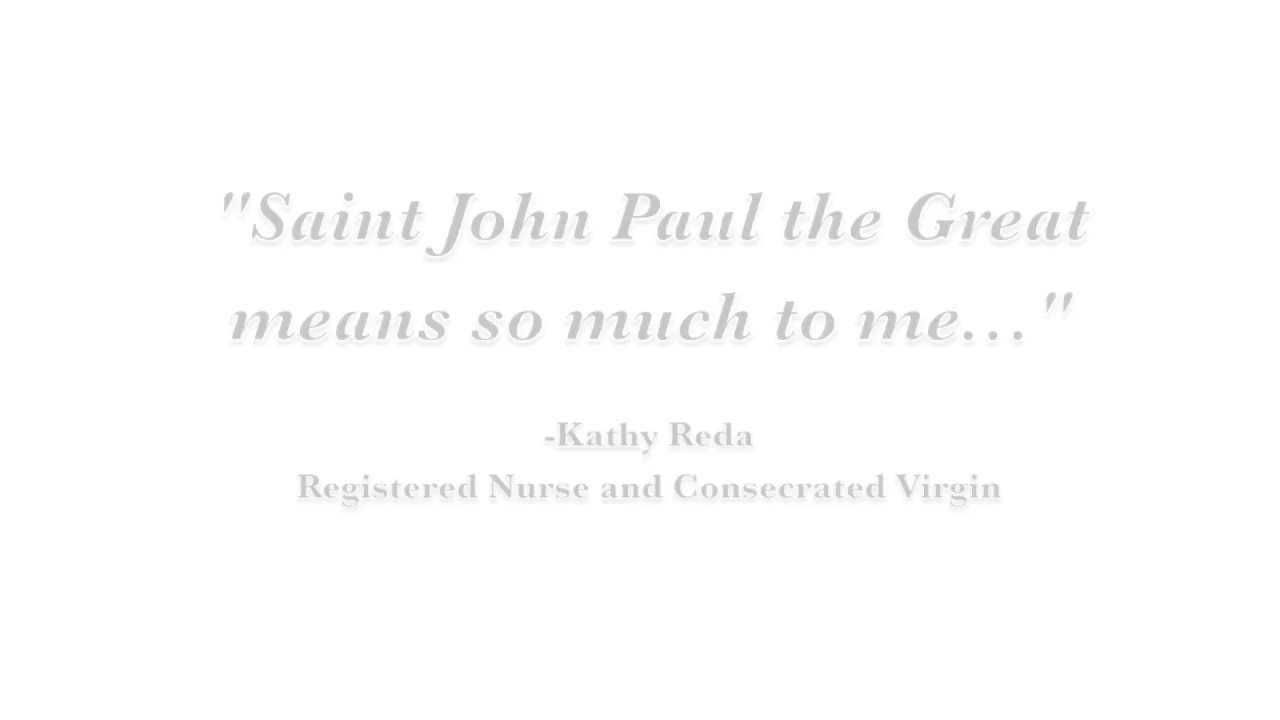 "Saint John Paul the Great
means so much to me..."
-Kathy Reda
Registered Nurse and Consecrated Virgin